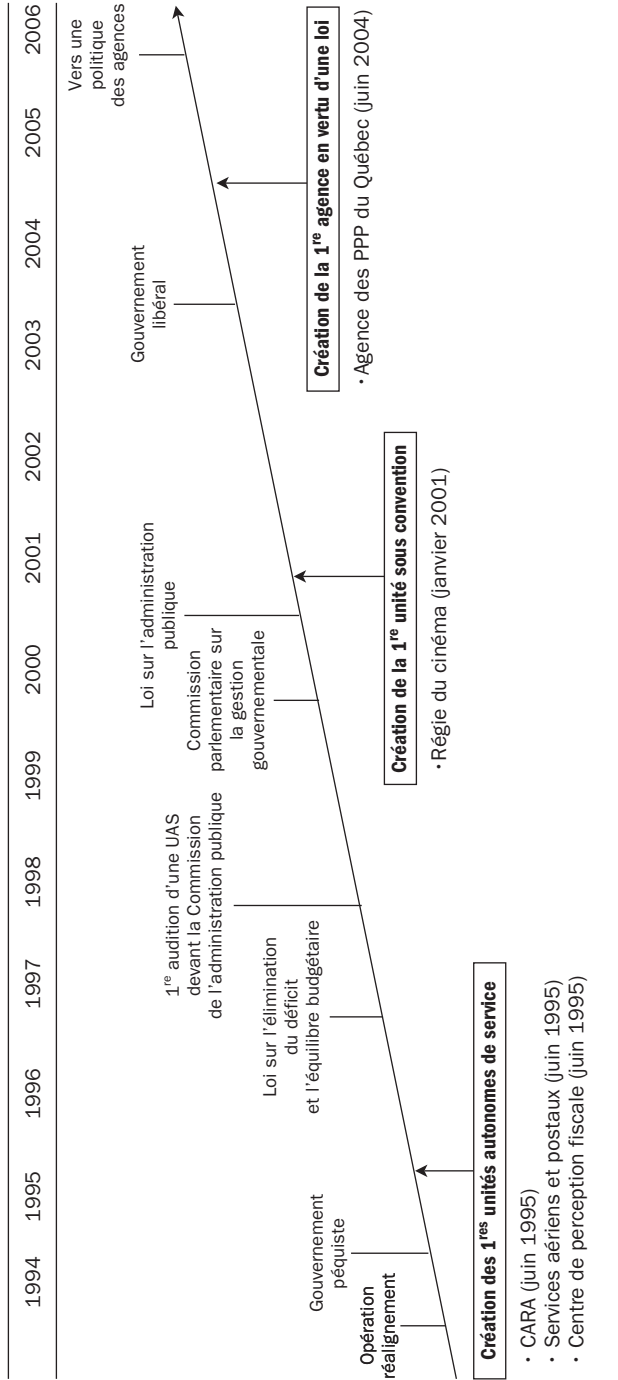 1994 1995 1996 1997 1998 1999 2000 2001 2002 2003 2004 2005 2006
Opération
réalignement
Gouvernement
péquiste
Loi sur l'élimination
du déficit
et l'équilibre budgétaire
1re audition d'une UAS
devant la Commission
de l'administration publique
Commission
parlementaire sur
la gestion
gouvernementale
Loi sur l'administration
publique
Gouvernement
libéral
Vers une
politique
des agences
Création des 1res unités autonomes de service
• CARA (juin 1995)
• Services aériens et postaux (juin 1995)
• Centre de perception fiscale (juin 1995)
Création de la 1re unité sous convention
• Régie du cinéma (janvier 2001)
Création de la 1re agence en vertu d'une loi
• Agence des PPP du Québec (juin 2004)